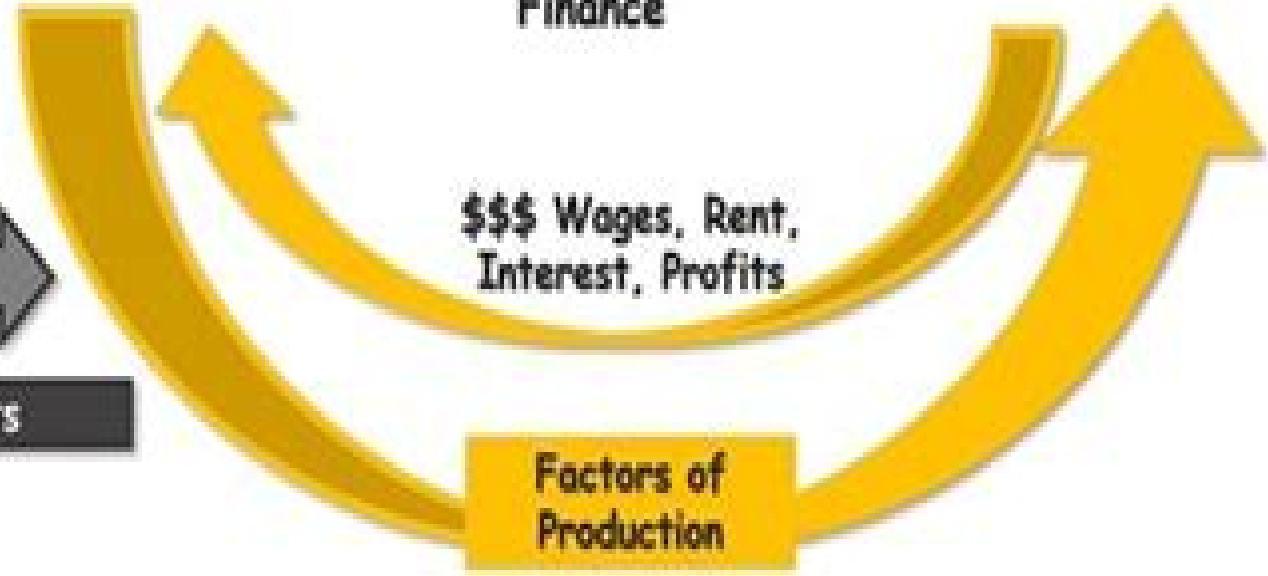 Finance
$$$ Wages, Rent,
Interest, Profits
Factors of
Production